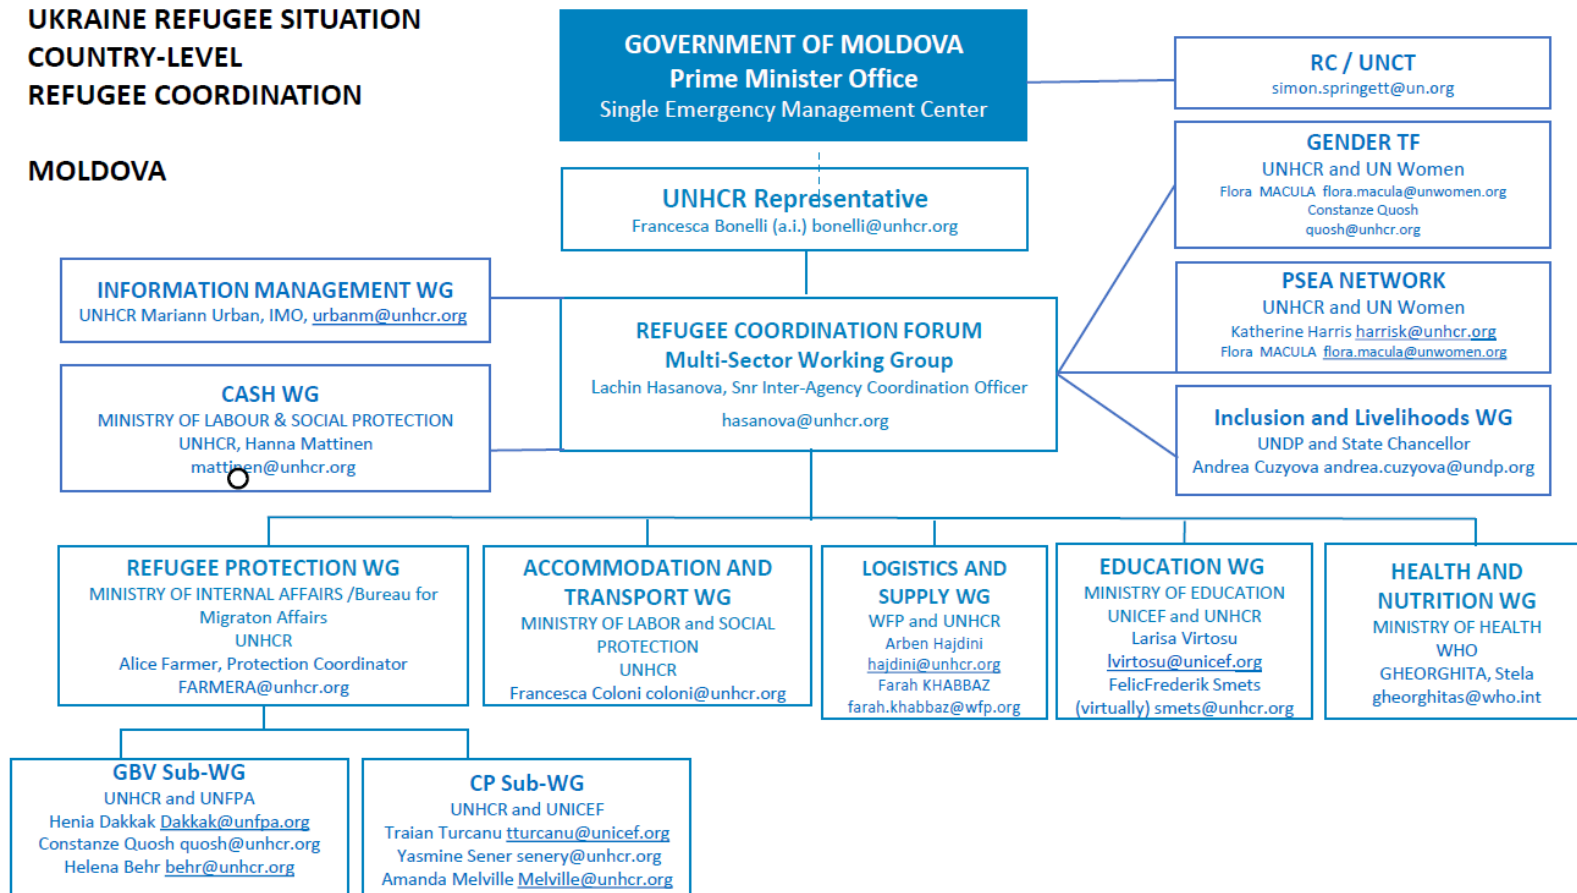 UKRAINE REFUGEE SITUATION
COUNTRY-LEVEL
REFUGEE COORDINATION
MOLDOVA
GOVERNMENT OF MOLDOVA
Prime Minister Office
Single Emergency Management Center
RC / UNCT
simon.springett@un.org
GENDER TF
UNHCR and UN Women
Flora MACULA flora.macula@unwomen.org
Constanze Quosh
quosh@unhcr.org
UNHCR Representative
Francesca Bonelli (a.i.) bonelli@unhcr.org
INFORMATION MANAGEMENT WG
UNHCR Mariann Urban, IMO, urbanm@unhcr.org
REFUGEE COORDINATION FORUM
Multi-Sector Working Group
Lachin Hasanova, Snr Inter-Agency Coordination Officer
hasanova@unhcr.org
PSEA NETWORK
UNHCR and UN Women
Katherine Harris harrisk@unhcr.org
Flora MACULA flora.macula@unwomen.org
CASH WG
MINISTRY OF LABOUR & SOCIAL PROTECTION
UNHCR, Hanna Mattinen
mattinen@unhcr.org
Inclusion and Livelihoods WG
UNDP and State Chancellor
Andrea Cuzyova andrea.cuzyova@undp.org
REFUGEE PROTECTION WG
MINISTRY OF INTERNAL AFFAIRS /Bureau for
Migraton Affairs
UNHCR
Alice Farmer, Protection Coordinator
FARMERA@unhcr.org
ACCOMMODATION AND
TRANSPORT WG
MINISTRY OF LABOR and SOCIAL
PROTECTION
UNHCR
Francesca Coloni coloni@unhcr.org
LOGISTICS AND
SUPPLY WG
WFP and UNHCR
Arben Hajdini
hajdini@unhcr.org
Farah KHABBAZ
farah.khabbaz@wfp.org
EDUCATION WG
MINISTRY OF EDUCATION
UNICEF and UNHCR
Larisa Virtosu
lvirtosu@unicef.org
FelicFrederik Smets
(virtually) smets@unhcr.org
HEALTH AND
NUTRITION WG
MINISTRY OF HEALTH
WHO
GHEORGHITA, Stela
gheorghitas@who.int
GBV Sub-WG
UNHCR and UNFPA
Henia Dakkak Dakkak@unfpa.org
Constanze Quosh quosh@unhcr.org
Helena Behr behr@unhcr.org
CP Sub-WG
UNHCR and UNICEF
Traian Turcanu tturcanu@unicef.org
Yasmine Sener senery@unhcr.org
Amanda Melville Melville@unhcr.org